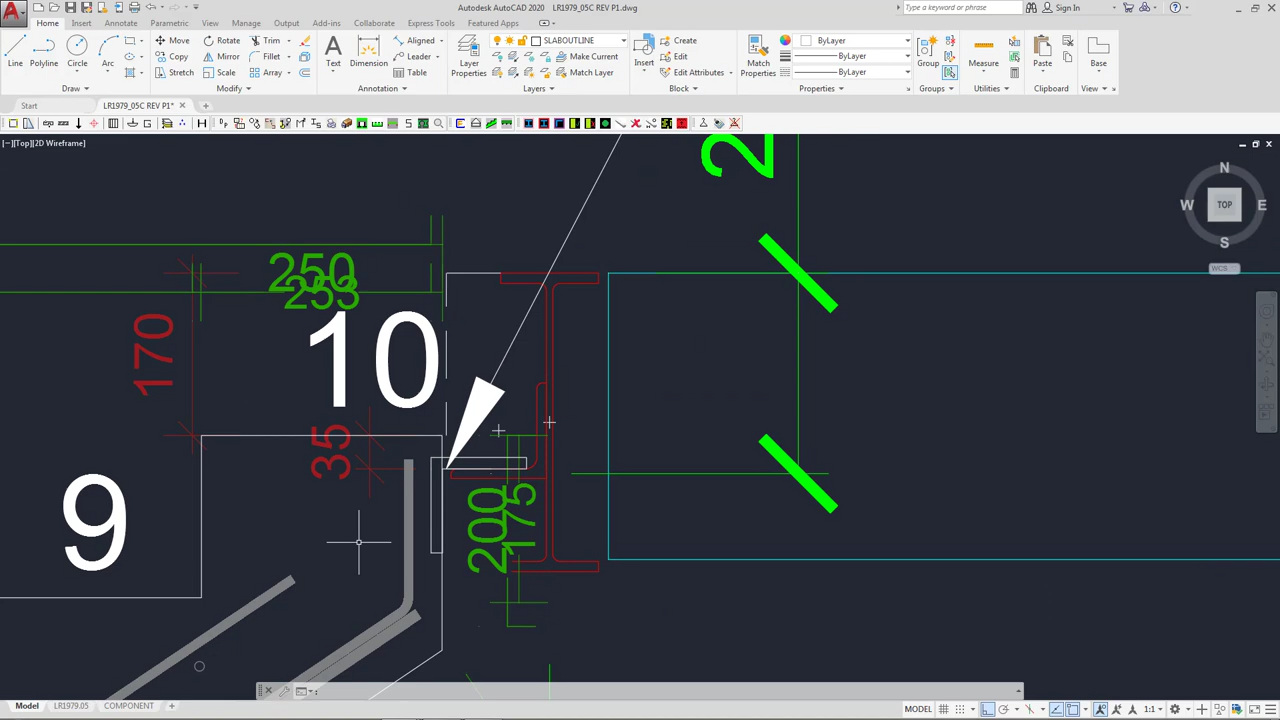 Autodesk AutoCAD 2020 LR1979_05C REV P1.dwg
Type a keyword or phrase
Sign In
Home Insert Annotate Parametric View Manage Output Add-ins Collaborate Express Tools Featured Apps
Line Polyline Circle Arc
Move Rotate Trim
Copy Mirror Fillet
Stretch Scale Array
Draw Modify
Text Dimension
Aligned
Leader
Table
Annotation
Layer Properties
SLABOUTLINE
Make Current
Match Layer
Layers
Insert
Create
Edit
Edit Attributes
Block
Match Properties
ByLayer
ByLayer
ByLayer
Properties
Group
Groups
Measure
Utilities
Paste
Clipboard
Base
View
Start LR1979_05C REV P1*
[−][Top][2D Wireframe]
N
W TOP E
S
WCS
2
250
253
170
10
35
9
200
175
Model LR1979.05 COMPONENT
MODEL
1:1